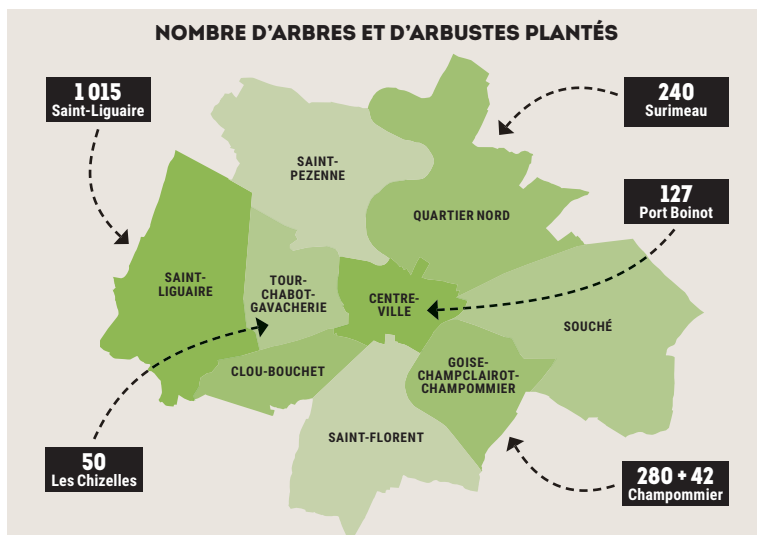 NOMBRE D'ARBRES ET D'ARBUSTES PLANTÉS
1 015
Saint-Liguaire
240
Surimeau
SAINT-
PEZENNE
127
Port Boinot
QUARTIER NORD
SAINT-
LIGUAIRE
TOUR-
CHABOT-
GAVACHERIE
CENTRE-
VILLE
SOUCHÉ
CLOU-BOUCHET
GOISE-
CHAMPCLAIROT-
CHAMPOMMIER
SAINT-FLORENT
50
Les Chizelles
280 + 42
Champommier